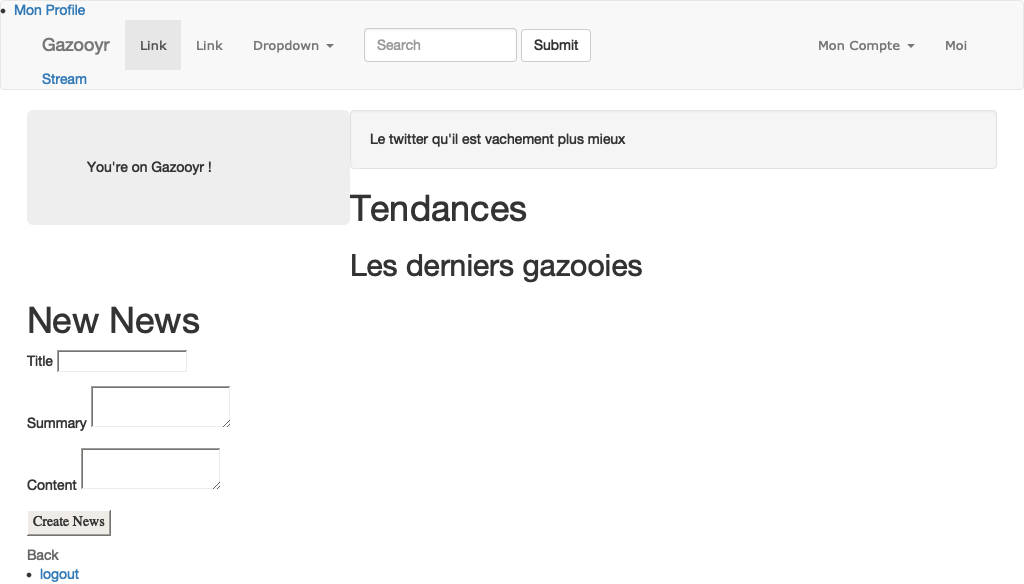 Mon Profile
Gazooyr Link Link Dropdown Search Submit Mon Compte Moi
Stream
Le twitter qu'il est vachement plus mieux
You're on Gazooyr !
Tendances
Les derniers gazooies
New News
Title
Summary
Content
Create News
Back
logout